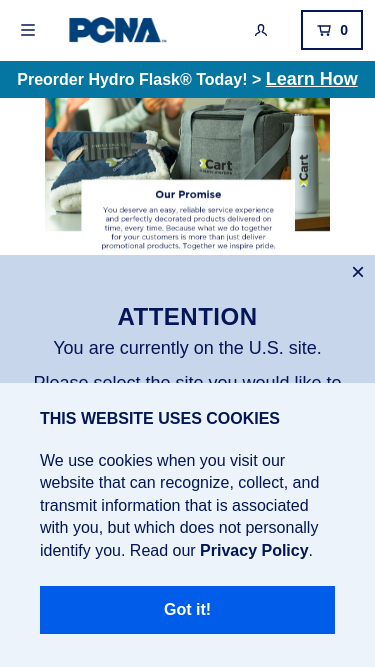 PCNA
0
Preorder Hydro Flask® Today! > Learn How
Cart
Cart
Our Promise
You deserve an easy, reliable service experience
and perfectly decorated products delivered on
time, every time. Because what we do together
for your customers is more than just deliver
promotional products. Together we inspire pride.
×
ATTENTION
You are currently on the U.S. site.
Please select the site you would like to
THIS WEBSITE USES COOKIES
We use cookies when you visit our
website that can recognize, collect, and
transmit information that is associated
with you, but which does not personally
identify you. Read our Privacy Policy.
Got it!